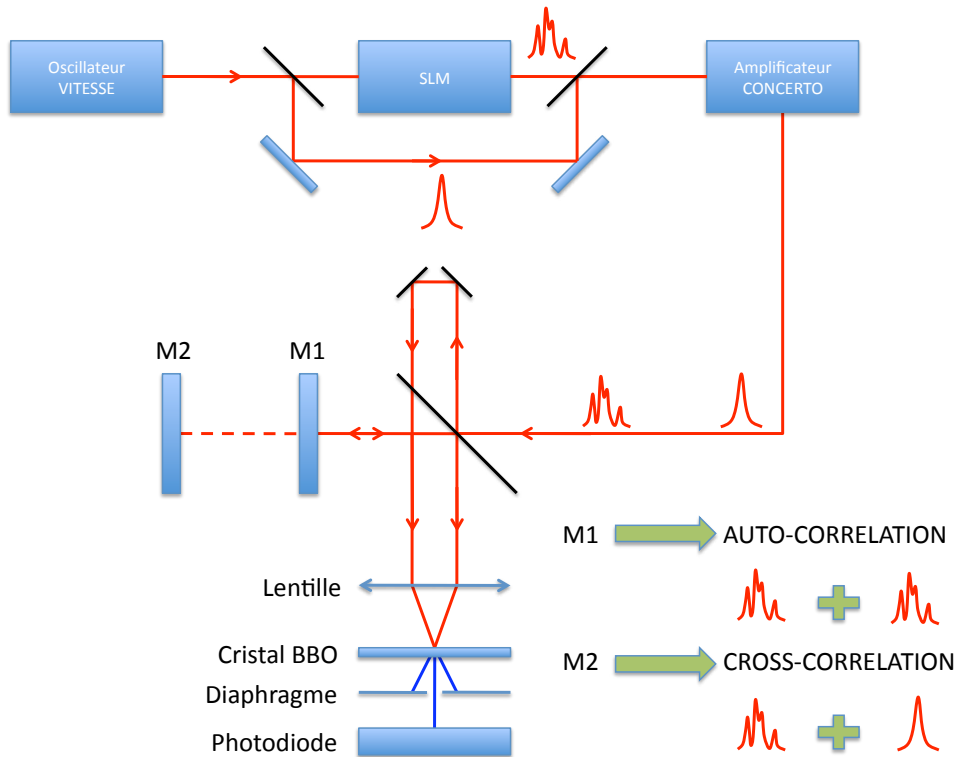 Oscillateur
VITESSE
SLM
Amplificateur
CONCERTO
M2
M1
M1
AUTO-CORRELATION
Lentille
Cristal BBO
M2
CROSS-CORRELATION
Diaphragme
Photodiode